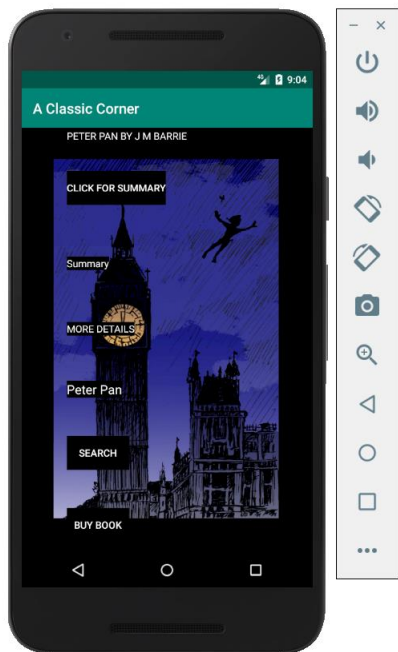 4G 9:04
A Classic Corner
PETER PAN BY J M BARRIE
CLICK FOR SUMMARY
Summary
MORE DETAILS
Peter Pan
SEARCH
BUY BOOK